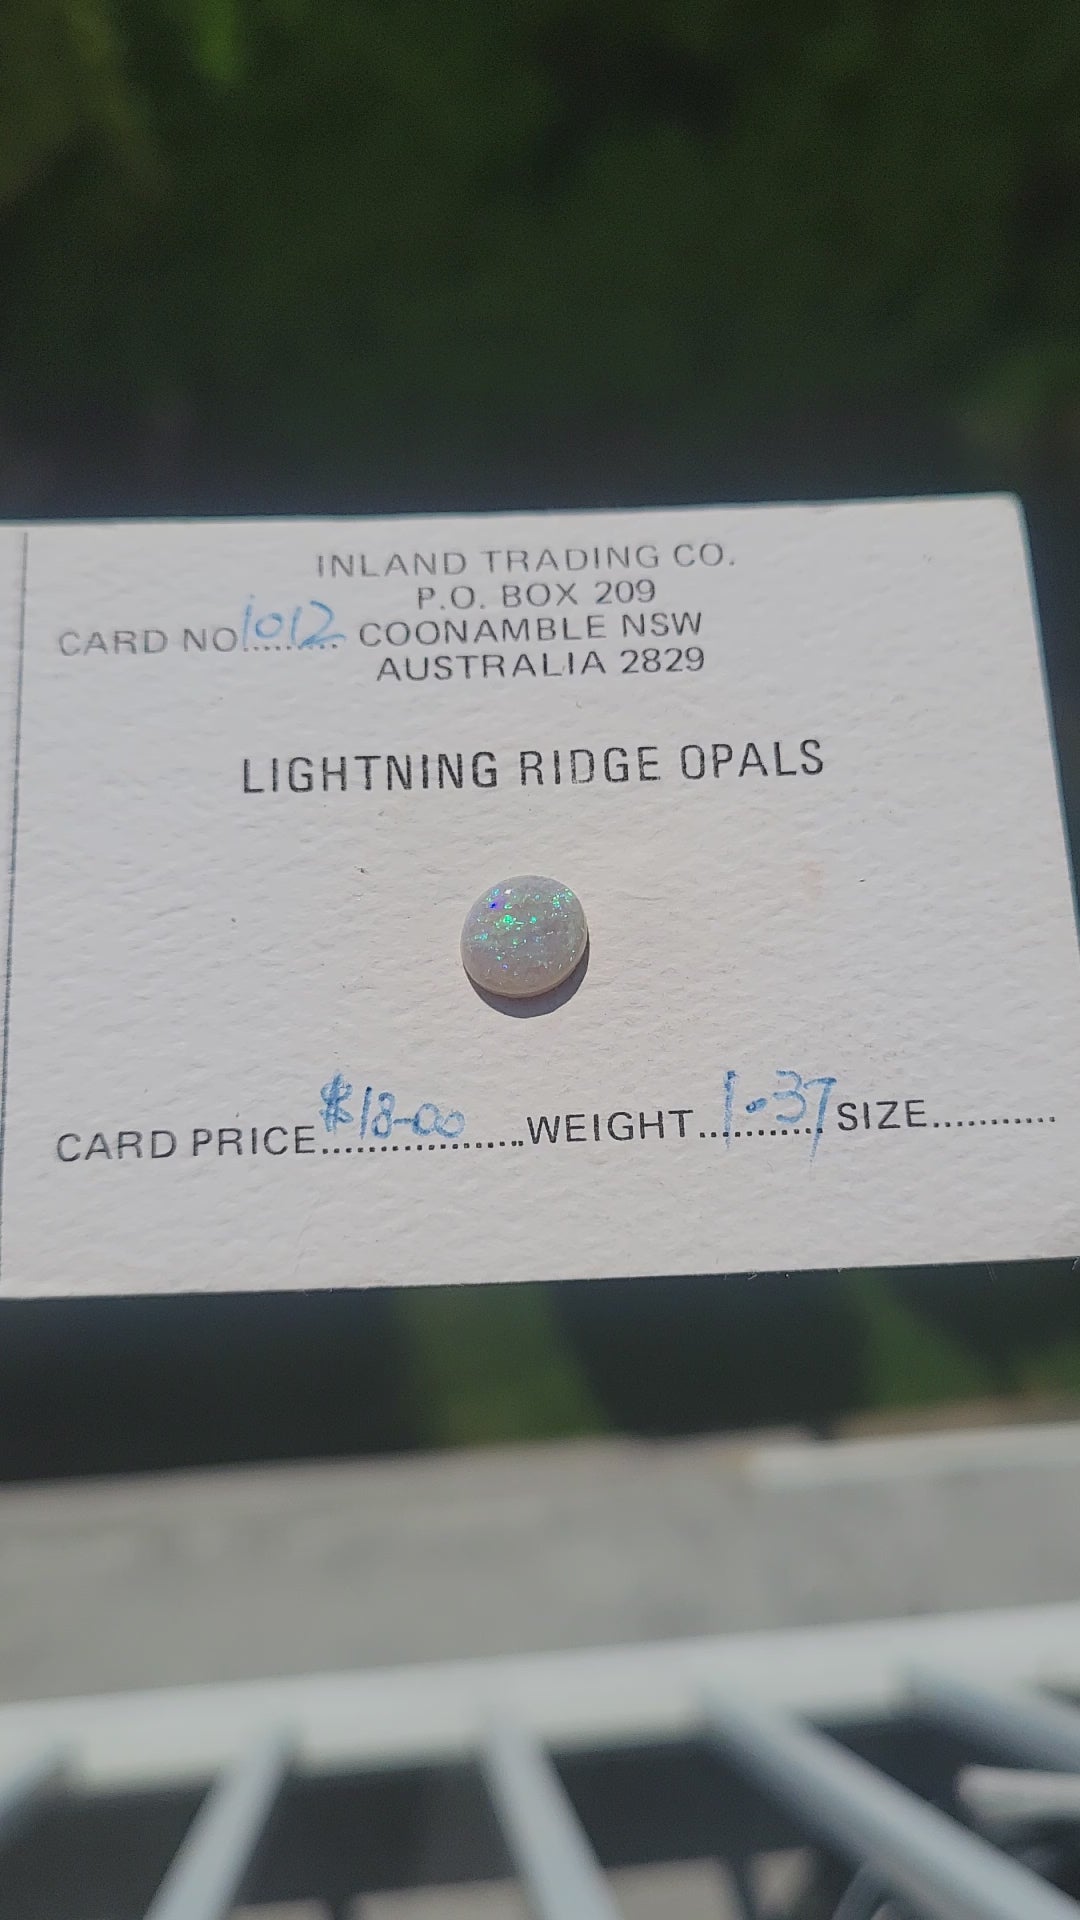 INLAND TRADING CO.
P.O. BOX 209
CARD NO. 1012 COONAMBLE NSW
AUSTRALIA 2829
LIGHTNING RIDGE OPALS
CARD PRICE $18-00 WEIGHT 1.37 SIZE...........